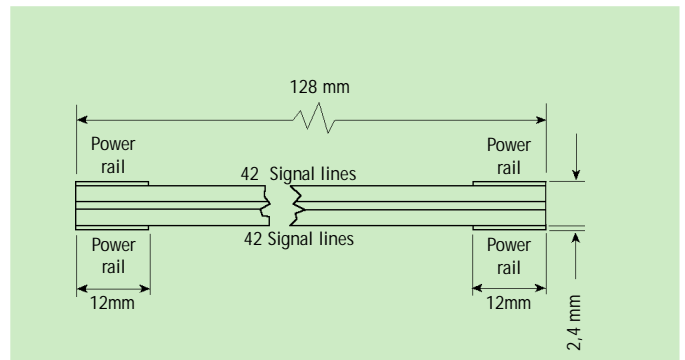 128 mm
Power
rail
Power
rail
42 Signal lines
42 Signal lines
Power
rail
Power
rail
12mm
12mm
2,4 mm